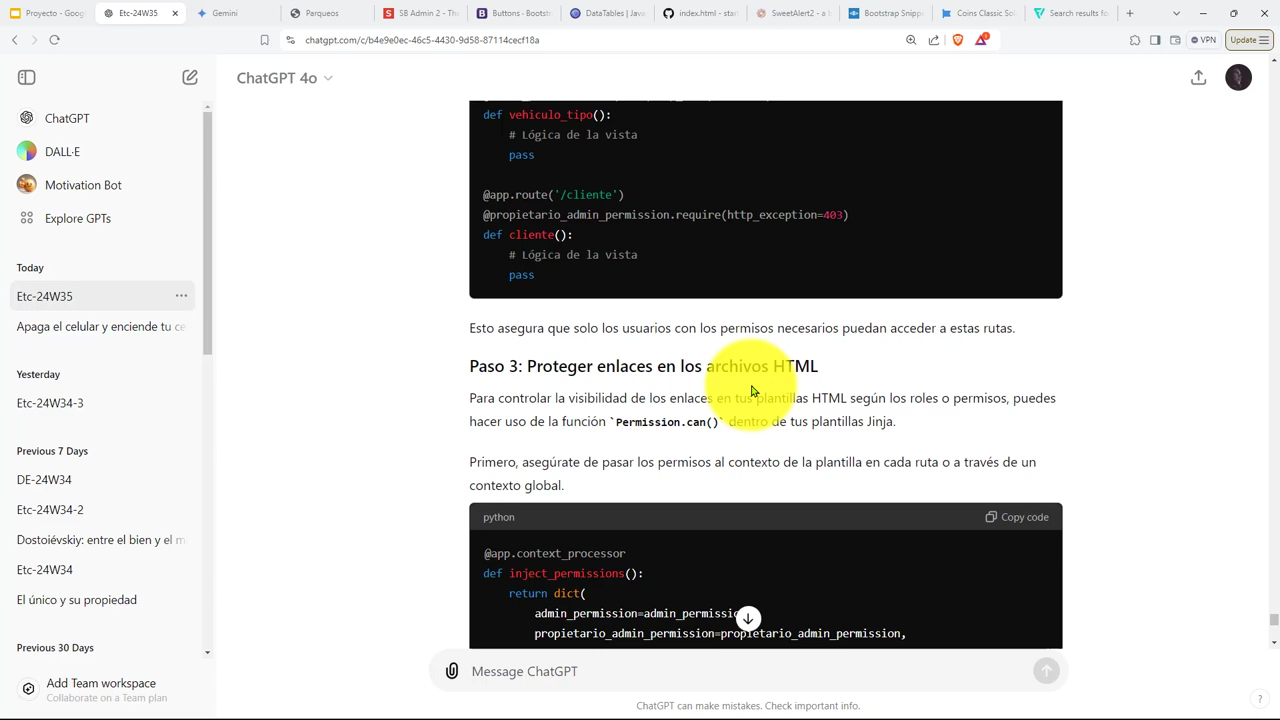 Proyecto - Goog
Etc-24W35
Gemini
Parqueos
SB Admin 2 - The
Buttons - Bootstr
DataTables | Java
index.html - start
SweetAlert2 - a b
Bootstrap Snippe
Coins Classic Sol
Search results fo
chatgpt.com/c/b4e9e0ec-46c5-4430-9d58-87114cecf18a
VPN
Update
ChatGPT 4o
ChatGPT
DALL·E
Motivation Bot
Explore GPTs
Today
Etc-24W35
Apaga el celular y enciende tu ce
Yesterday
Etc-24W34-3
Previous 7 Days
DE-24W34
Etc-24W34-2
Dostoiévskiy: entre el bien y el m
Etc-24W34
El único y su propiedad
Previous 30 Days
Add Team workspace
Collaborate on a Team plan
def vehiculo_tipo():
# Lógica de la vista
pass
@app.route('/cliente')
@propietario_admin_permission.require(http_exception=403)
def cliente():
# Lógica de la vista
pass
Esto asegura que solo los usuarios con los permisos necesarios puedan acceder a estas rutas.
Paso 3: Proteger enlaces en los archivos HTML
Para controlar la visibilidad de los enlaces en tus plantillas HTML según los roles o permisos, puedes
hacer uso de la función `Permission.can()` dentro de tus plantillas Jinja.
Primero, asegúrate de pasar los permisos al contexto de la plantilla en cada ruta o a través de un
contexto global.
python
Copy code
@app.context_processor
def inject_permissions():
return dict(
admin_permission=admin_permissio
propietario_admin_permission=propietario_admin_permission,
Message ChatGPT
ChatGPT can make mistakes. Check important info.
?